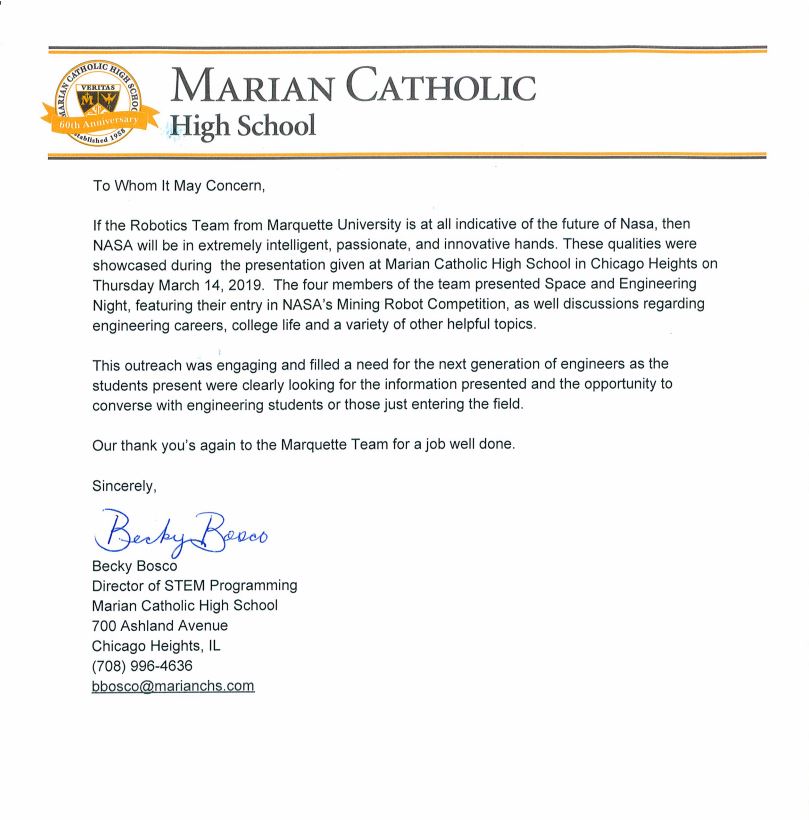 MARIAN CATHOLIC HIGH SCHOOL
VERITAS
60th Anniversary
Established 1958
MARIAN CATHOLIC
High School
To Whom It May Concern,
If the Robotics Team from Marquette University is at all indicative of the future of Nasa, then
NASA will be in extremely intelligent, passionate, and innovative hands. These qualities were
showcased during  the presentation given at Marian Catholic High School in Chicago Heights on
Thursday March 14, 2019.  The four members of the team presented Space and Engineering
Night, featuring their entry in NASA's Mining Robot Competition, as well discussions regarding
engineering careers, college life and a variety of other helpful topics.
This outreach was engaging and filled a need for the next generation of engineers as the
students present were clearly looking for the information presented and the opportunity to
converse with engineering students or those just entering the field.
Our thank you's again to the Marquette Team for a job well done.
Sincerely,
Becky Bosco
Becky Bosco
Director of STEM Programming
Marian Catholic High School
700 Ashland Avenue
Chicago Heights, IL
(708) 996-4636
bbosco@marianchs.com